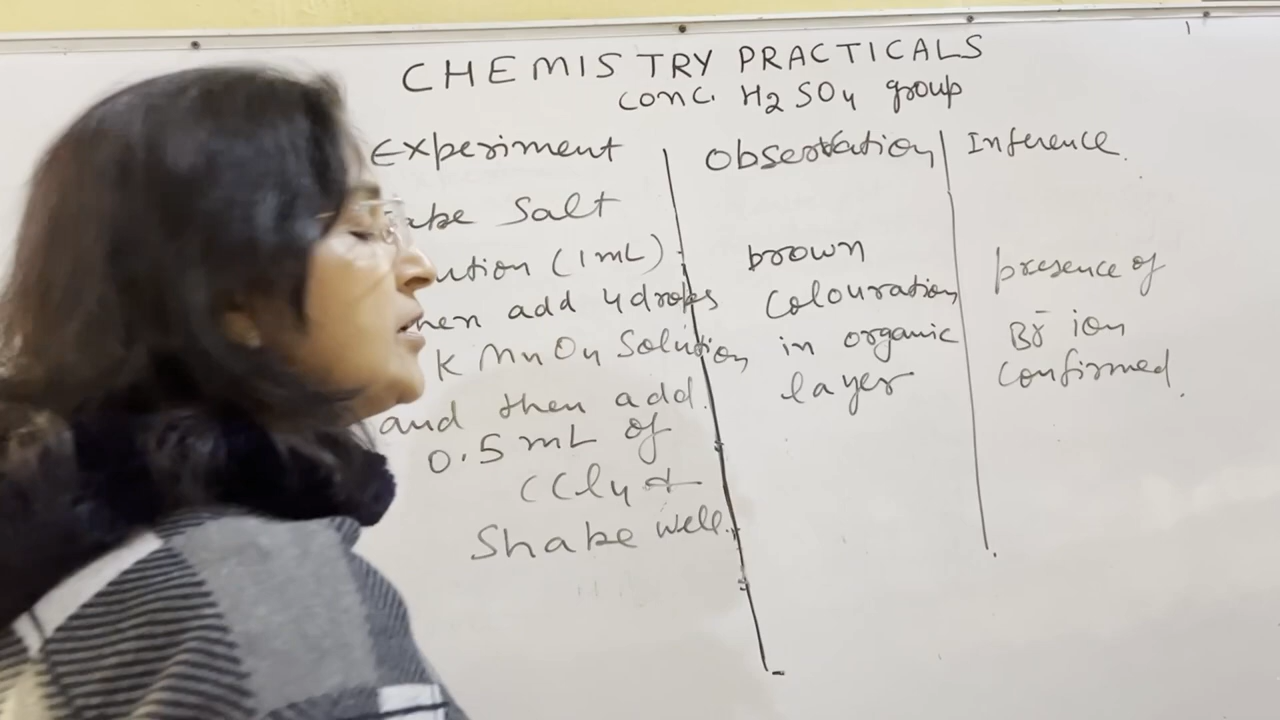 CHEMISTRY PRACTICALS
conc. H2SO4 group
Experiment Observation Inference.
Salt
(1mL).
add 4drops
KMnO4 Solution
and then add.
0.5 mL of
CCl4 &
Shake well.
brown
colouration
in organic
layer
presence of
Br- ion
confirmed.